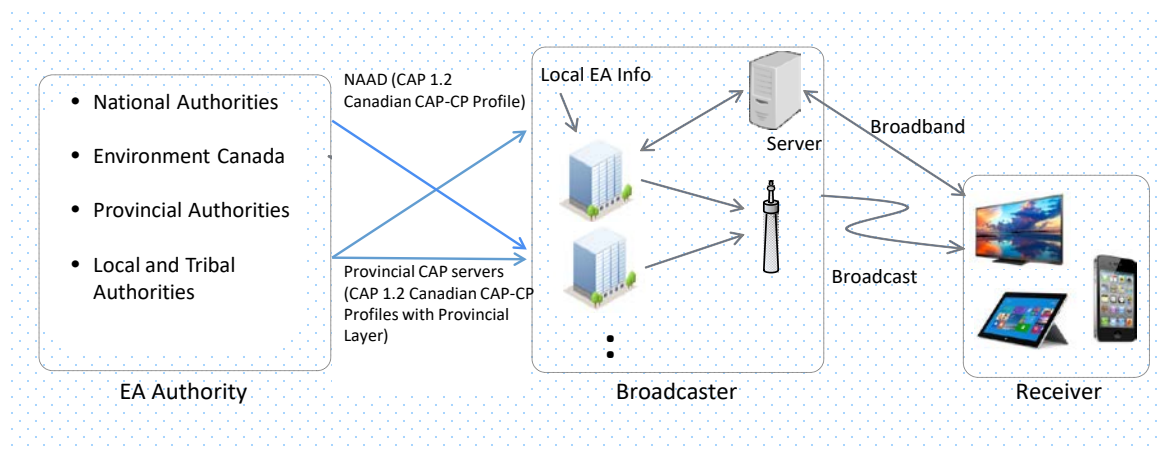 • National Authorities
• Environment Canada
• Provincial Authorities
• Local and Tribal
Authorities
EA Authority
NAAD (CAP 1.2
Canadian CAP-CP Profile)
Provincial CAP servers
(CAP 1.2 Canadian CAP-CP
Profiles with Provincial
Layer)
Local EA Info
Server
Broadcaster
Broadband
Broadcast
Receiver